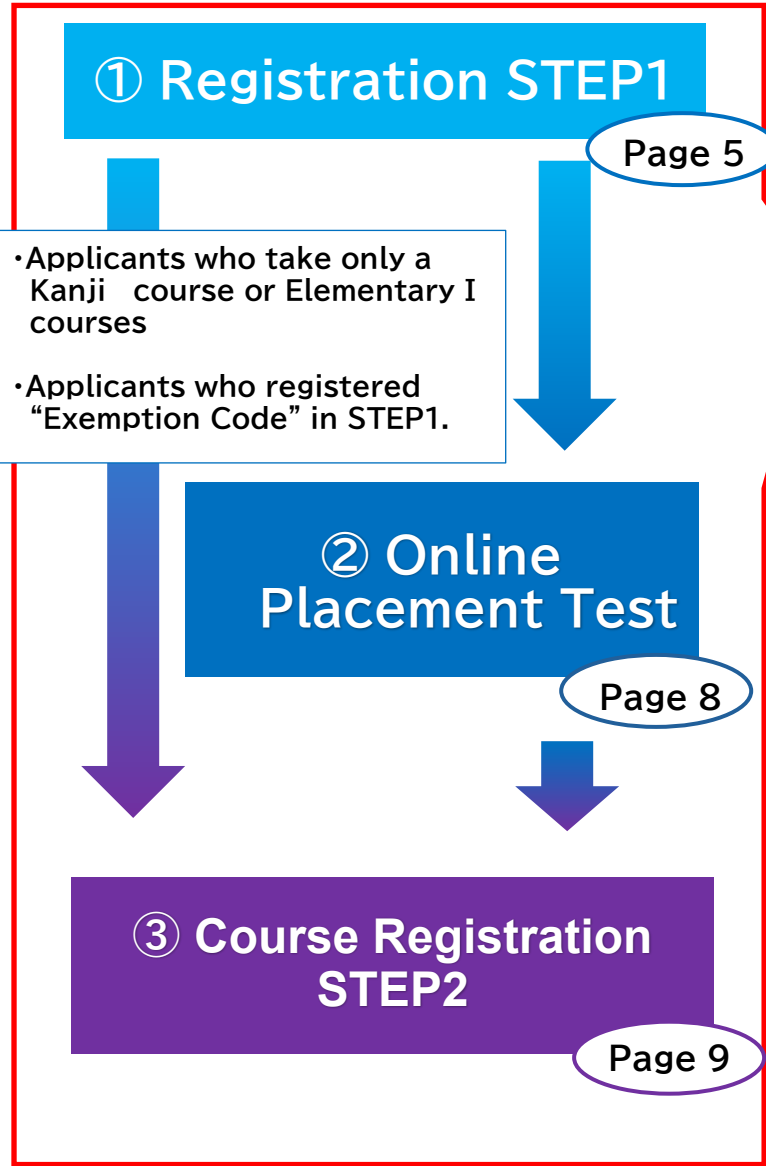 ① Registration STEP1
Page 5
・Applicants who take only a
Kanji course or Elementary I
courses
・Applicants who registered
“Exemption Code” in STEP1.
② Online
Placement Test
Page 8
③ Course Registration
STEP2
Page 9